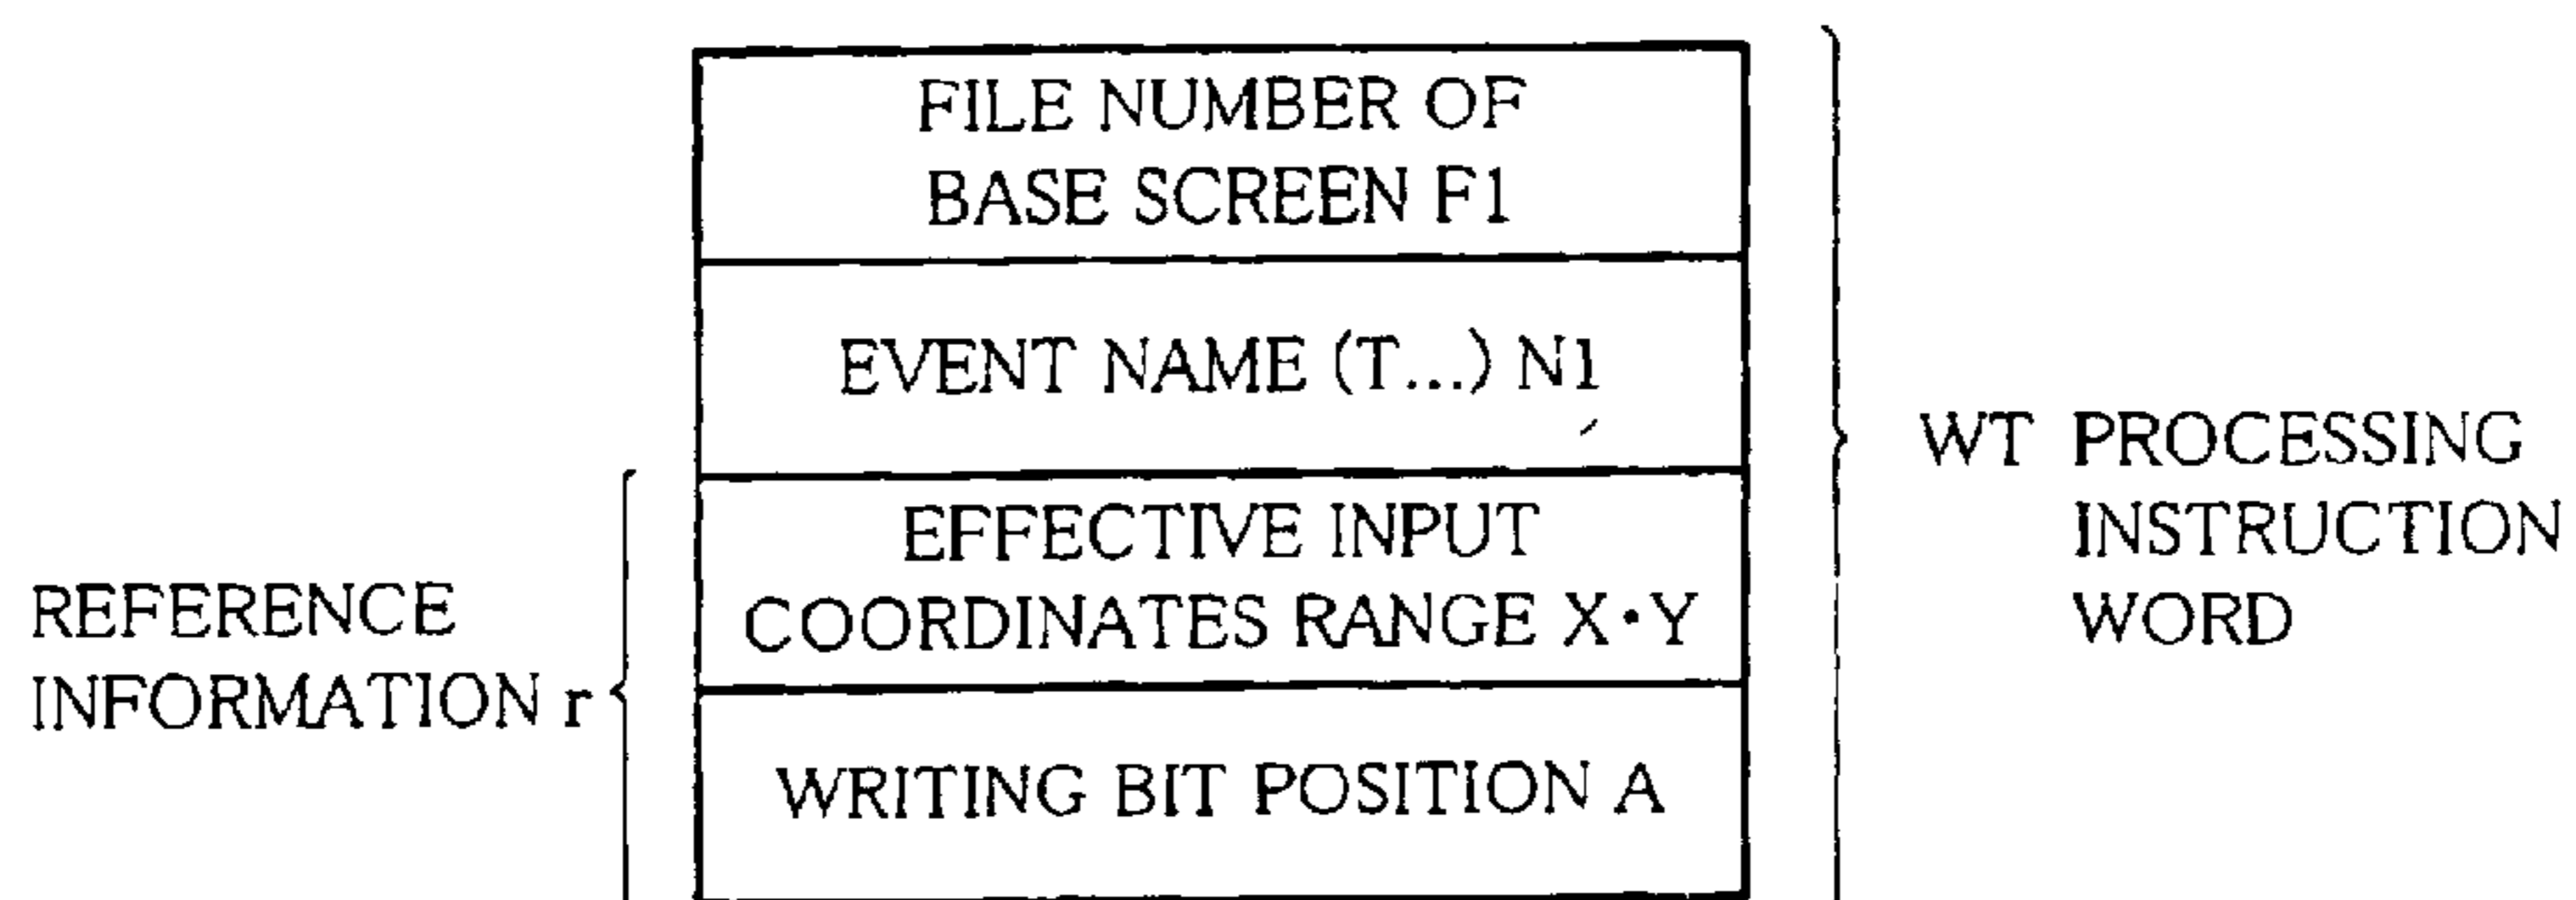 FILE NUMBER OF
BASE SCREEN F1
EVENT NAME (T...) N1
EFFECTIVE INPUT
COORDINATES RANGE X·Y
WRITING BIT POSITION A
REFERENCE
INFORMATION r
WT PROCESSING
INSTRUCTION
WORD